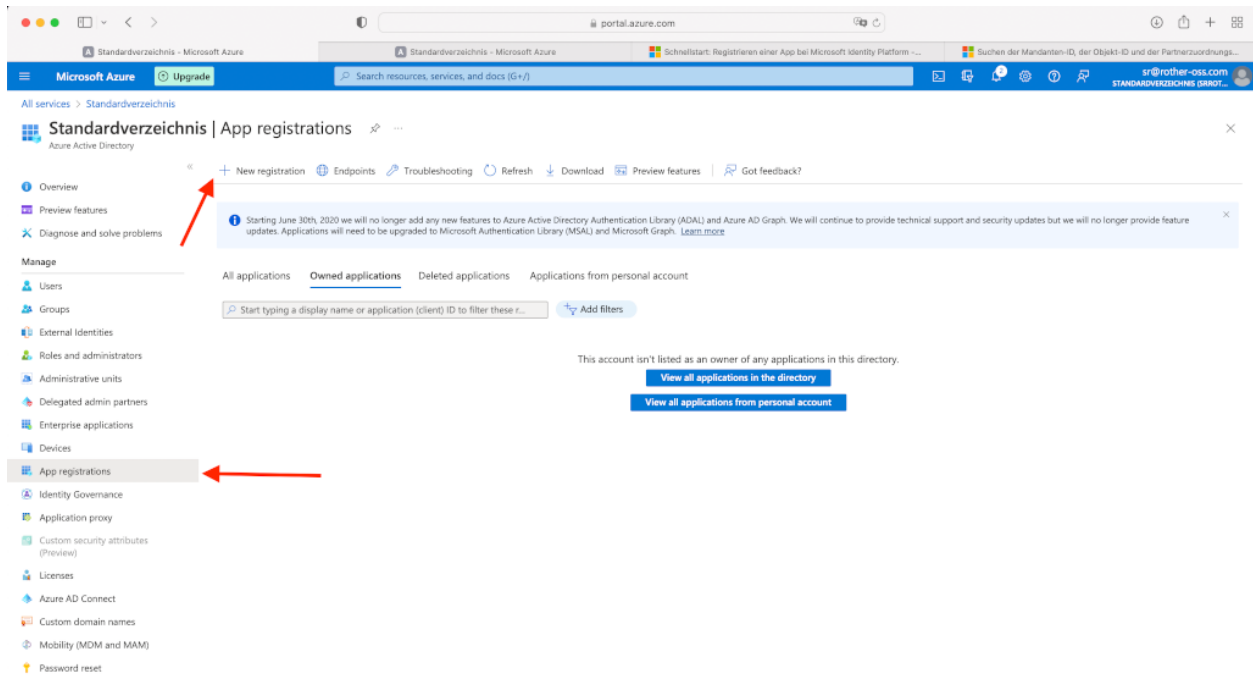 portal.azure.com
Standardverzeichnis - Microsoft Azure
Standardverzeichnis - Microsoft Azure
Schnellstart: Registrieren einer App bei Microsoft Identity Platform -...
Suchen der Mandanten-ID, der Objekt-ID und der Partnerzuordnungs...
Microsoft Azure
Upgrade
Search resources, services, and docs (G+/)
2
sr@rother-oss.com
STANDARDVERZEICHNIS (SRROT...
All services > Standardverzeichnis
Standardverzeichnis | App registrations
Azure Active Directory
New registration
Endpoints
Troubleshooting
Refresh
Download
Preview features
Got feedback?
Overview
Preview features
Diagnose and solve problems
Manage
Users
Groups
External Identities
Roles and administrators
Administrative units
Delegated admin partners
Enterprise applications
Devices
App registrations
Identity Governance
Application proxy
Custom security attributes
(Preview)
Licenses
Azure AD Connect
Custom domain names
Mobility (MDM and MAM)
Password reset
Starting June 30th, 2020 we will no longer add any new features to Azure Active Directory Authentication Library (ADAL) and Azure AD Graph. We will continue to provide technical support and security updates but we will no longer provide feature
updates. Applications will need to be upgraded to Microsoft Authentication Library (MSAL) and Microsoft Graph. Learn more
All applications
Owned applications
Deleted applications
Applications from personal account
Start typing a display name or application (client) ID to filter these r...
Add filters
This account isn't listed as an owner of any applications in this directory.
View all applications in the directory
View all applications from personal account